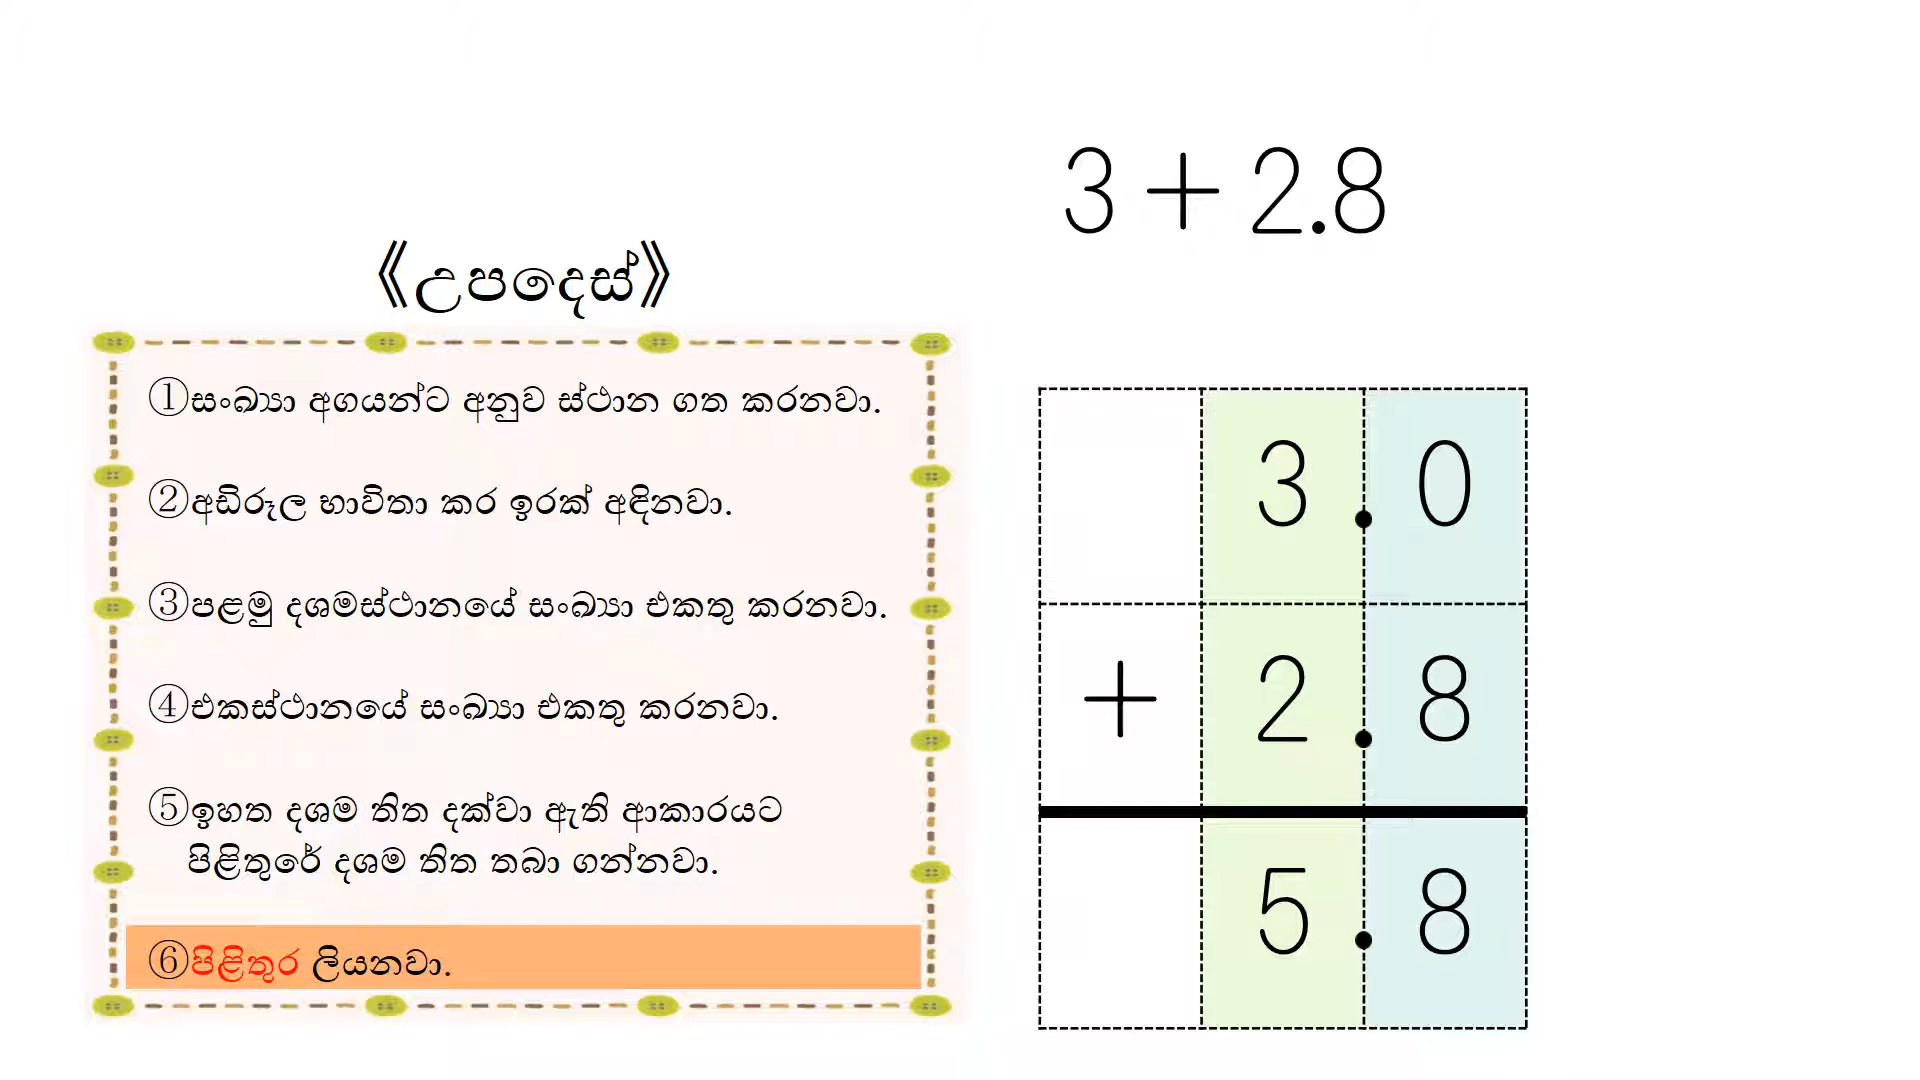 3 + 2.8
《උපදෙස්》
①සංඛ්‍යා අගයන්ට අනුව ස්ථාන ගත කරනවා.
②අඩිරූල භාවිතා කර ඉරක් අඳිනවා.
③පළමු දශමස්ථානයේ සංඛ්‍යා එකතු කරනවා.
④එකස්ථානයේ සංඛ්‍යා එකතු කරනවා.
⑤ඉහත දශම තිත දක්වා ඇති ආකාරයට
පිළිතුරේ දශම තිත තබා ගන්නවා.
⑥පිළිතුර ලියනවා.
3.0
+ 2.8
5.8